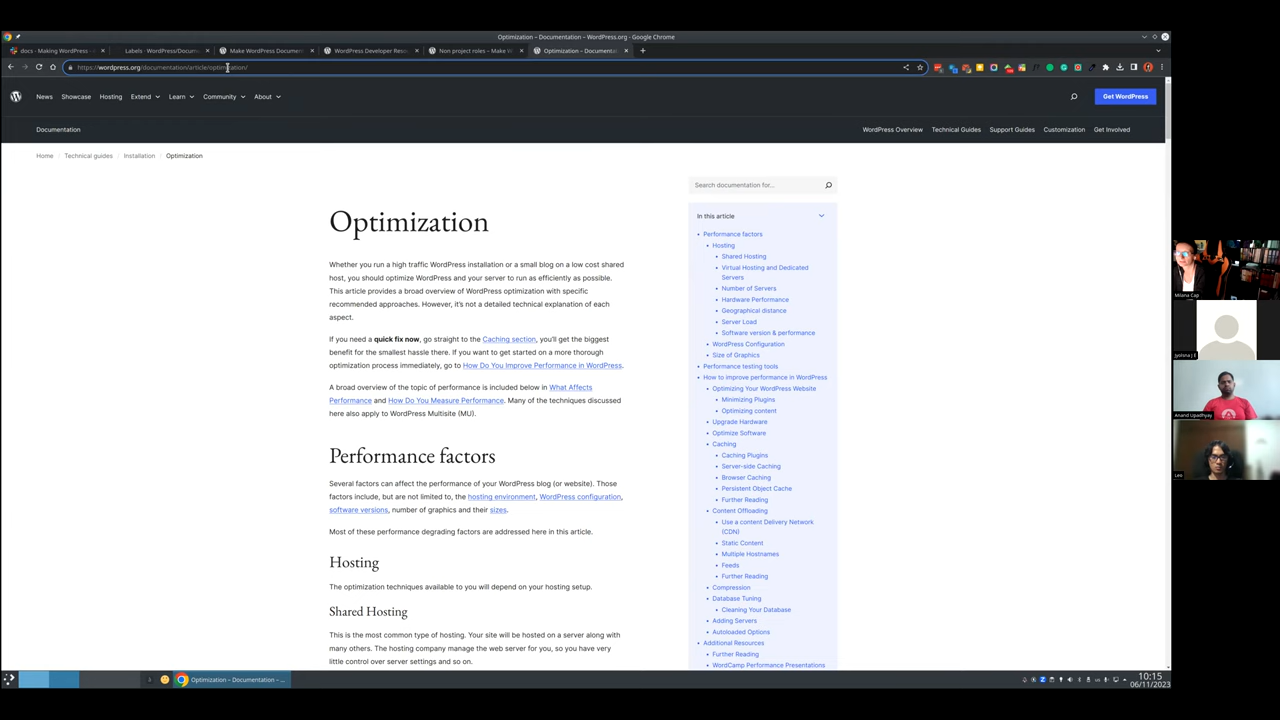 Optimization – Documentation – WordPress.org - Google Chrome
docs - Making WordPress
Labels · WordPress/Docum
Make WordPress Document
WordPress Developer Reso
Non project roles – Make W
Optimization – Documentat
https://wordpress.org/documentation/article/optimization/
News Showcase Hosting Extend Learn Community About
Get WordPress
Documentation
WordPress Overview Technical Guides Support Guides Customization Get Involved
Home Technical guides Installation Optimization
Search documentation for...
Optimization
Whether you run a high traffic WordPress installation or a small blog on a low cost shared
host, you should optimize WordPress and your server to run as efficiently as possible.
This article provides a broad overview of WordPress optimization with specific
recommended approaches. However, it's not a detailed technical explanation of each
aspect.
If you need a quick fix now, go straight to the Caching section, you'll get the biggest
benefit for the smallest hassle there. If you want to get started on a more thorough
optimization process immediately, go to How Do You Improve Performance in WordPress.
A broad overview of the topic of performance is included below in What Affects
Performance and How Do You Measure Performance. Many of the techniques discussed
here also apply to WordPress Multisite (MU).
Performance factors
Several factors can affect the performance of your WordPress blog (or website). Those
factors include, but are not limited to, the hosting environment, WordPress configuration,
software versions, number of graphics and their sizes.
Most of these performance degrading factors are addressed here in this article.
Hosting
The optimization techniques available to you will depend on your hosting setup.
Shared Hosting
This is the most common type of hosting. Your site will be hosted on a server along with
many others. The hosting company manage the web server for you, so you have very
little control over server settings and so on.
In this article
Performance factors
Hosting
Shared Hosting
Virtual Hosting and Dedicated
Servers
Number of Servers
Hardware Performance
Geographical distance
Server Load
Software version & performance
WordPress Configuration
Size of Graphics
Performance testing tools
How to improve performance in WordPress
Optimizing Your WordPress Website
Minimizing Plugins
Optimizing content
Upgrade Hardware
Optimize Software
Caching
Caching Plugins
Server-side Caching
Browser Caching
Persistent Object Cache
Further Reading
Content Offloading
Use a content Delivery Network
(CDN)
Static Content
Multiple Hostnames
Feeds
Further Reading
Compression
Database Tuning
Cleaning Your Database
Adding Servers
Autoloaded Options
Additional Resources
Further Reading
WordCamp Performance Presentations
Milana Cap
Jyolsna J E
Anand Upadhyay
Leo
Optimization – Documentation – ...
10:15
06/11/2023